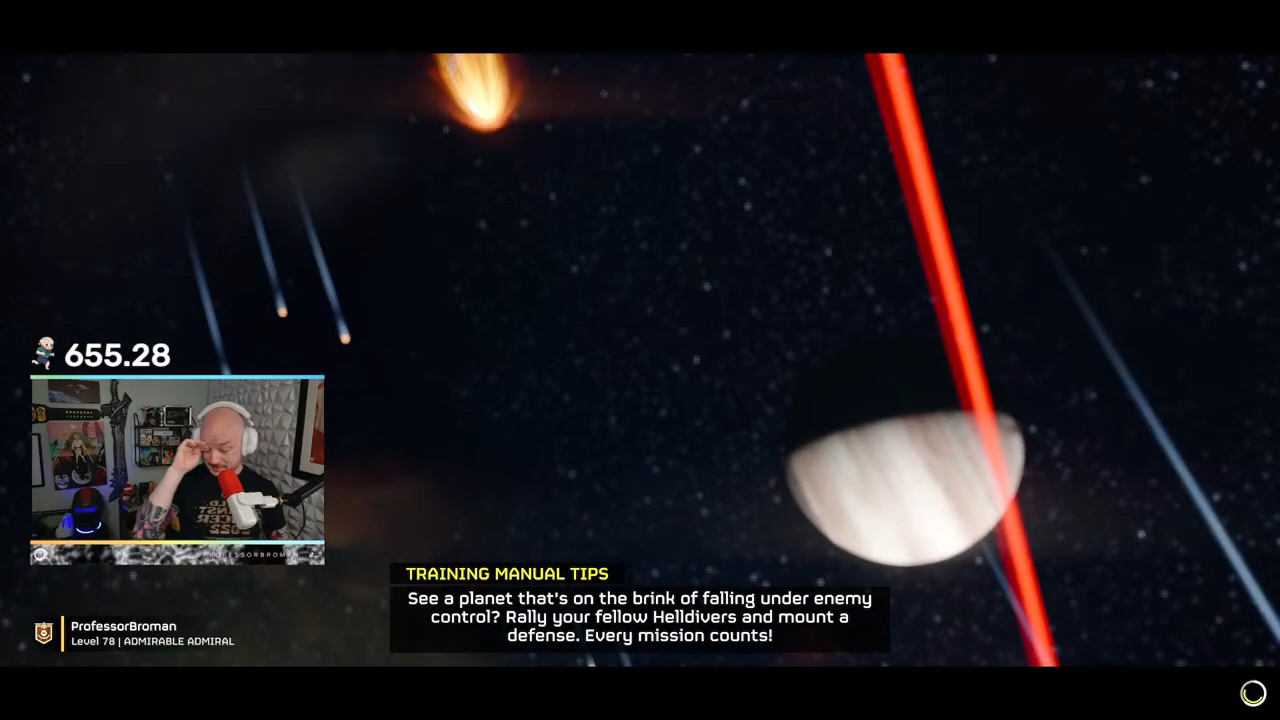 655.28
PROFESSORBROMAN
TRAINING MANUAL TIPS
See a planet that's on the brink of falling under enemy
control? Rally your fellow Helldivers and mount a
defense. Every mission counts!
ProfessorBroman
Level 78 | ADMIRABLE ADMIRAL